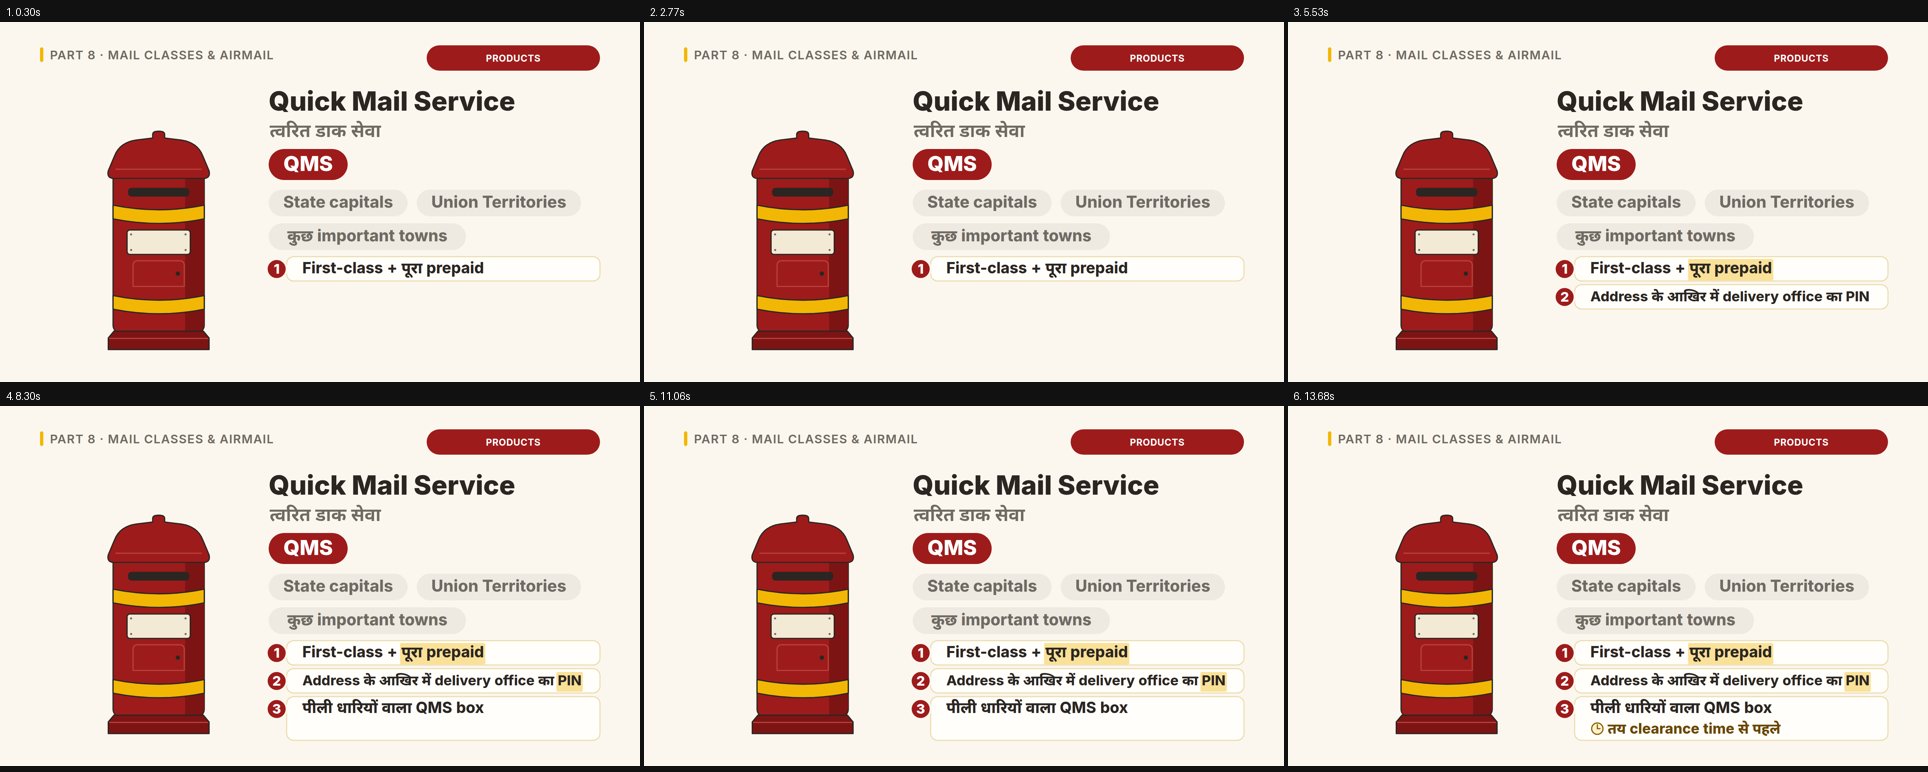 1. 0.30s
PART 8 · MAIL CLASSES & AIRMAIL
PRODUCTS
Quick Mail Service
त्वरित डाक सेवा
QMS
State capitals
Union Territories
कुछ important towns
1 First-class + पूरा prepaid
2. 2.77s
PART 8 · MAIL CLASSES & AIRMAIL
PRODUCTS
Quick Mail Service
त्वरित डाक सेवा
QMS
State capitals
Union Territories
कुछ important towns
1 First-class + पूरा prepaid
3. 5.53s
PART 8 · MAIL CLASSES & AIRMAIL
PRODUCTS
Quick Mail Service
त्वरित डाक सेवा
QMS
State capitals
Union Territories
कुछ important towns
1 First-class + पूरा prepaid
2 Address के आखिर में delivery office का PIN
4. 8.30s
PART 8 · MAIL CLASSES & AIRMAIL
PRODUCTS
Quick Mail Service
त्वरित डाक सेवा
QMS
State capitals
Union Territories
कुछ important towns
1 First-class + पूरा prepaid
2 Address के आखिर में delivery office का PIN
3 पीली धारियों वाला QMS box
5. 11.06s
PART 8 · MAIL CLASSES & AIRMAIL
PRODUCTS
Quick Mail Service
त्वरित डाक सेवा
QMS
State capitals
Union Territories
कुछ important towns
1 First-class + पूरा prepaid
2 Address के आखिर में delivery office का PIN
3 पीली धारियों वाला QMS box
6. 13.68s
PART 8 · MAIL CLASSES & AIRMAIL
PRODUCTS
Quick Mail Service
त्वरित डाक सेवा
QMS
State capitals
Union Territories
कुछ important towns
1 First-class + पूरा prepaid
2 Address के आखिर में delivery office का PIN
3 पीली धारियों वाला QMS box
तय clearance time से पहले